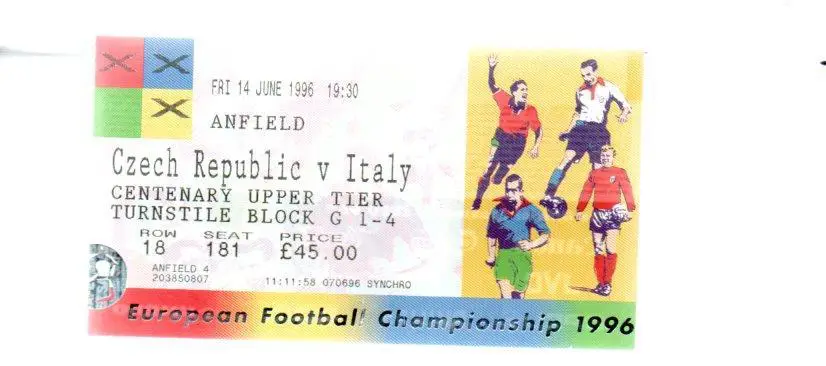 FRI 14 JUNE 1996 19:30
ANFIELD
Czech Republic v Italy
CENTENARY UPPER TIER
TURNSTILE BLOCK G 1-4
ROW SEAT PRICE
18 181 £45.00
ANFIELD 4
203850807 11:11:58 070696 SYNCHRO
European Football Championship 1996